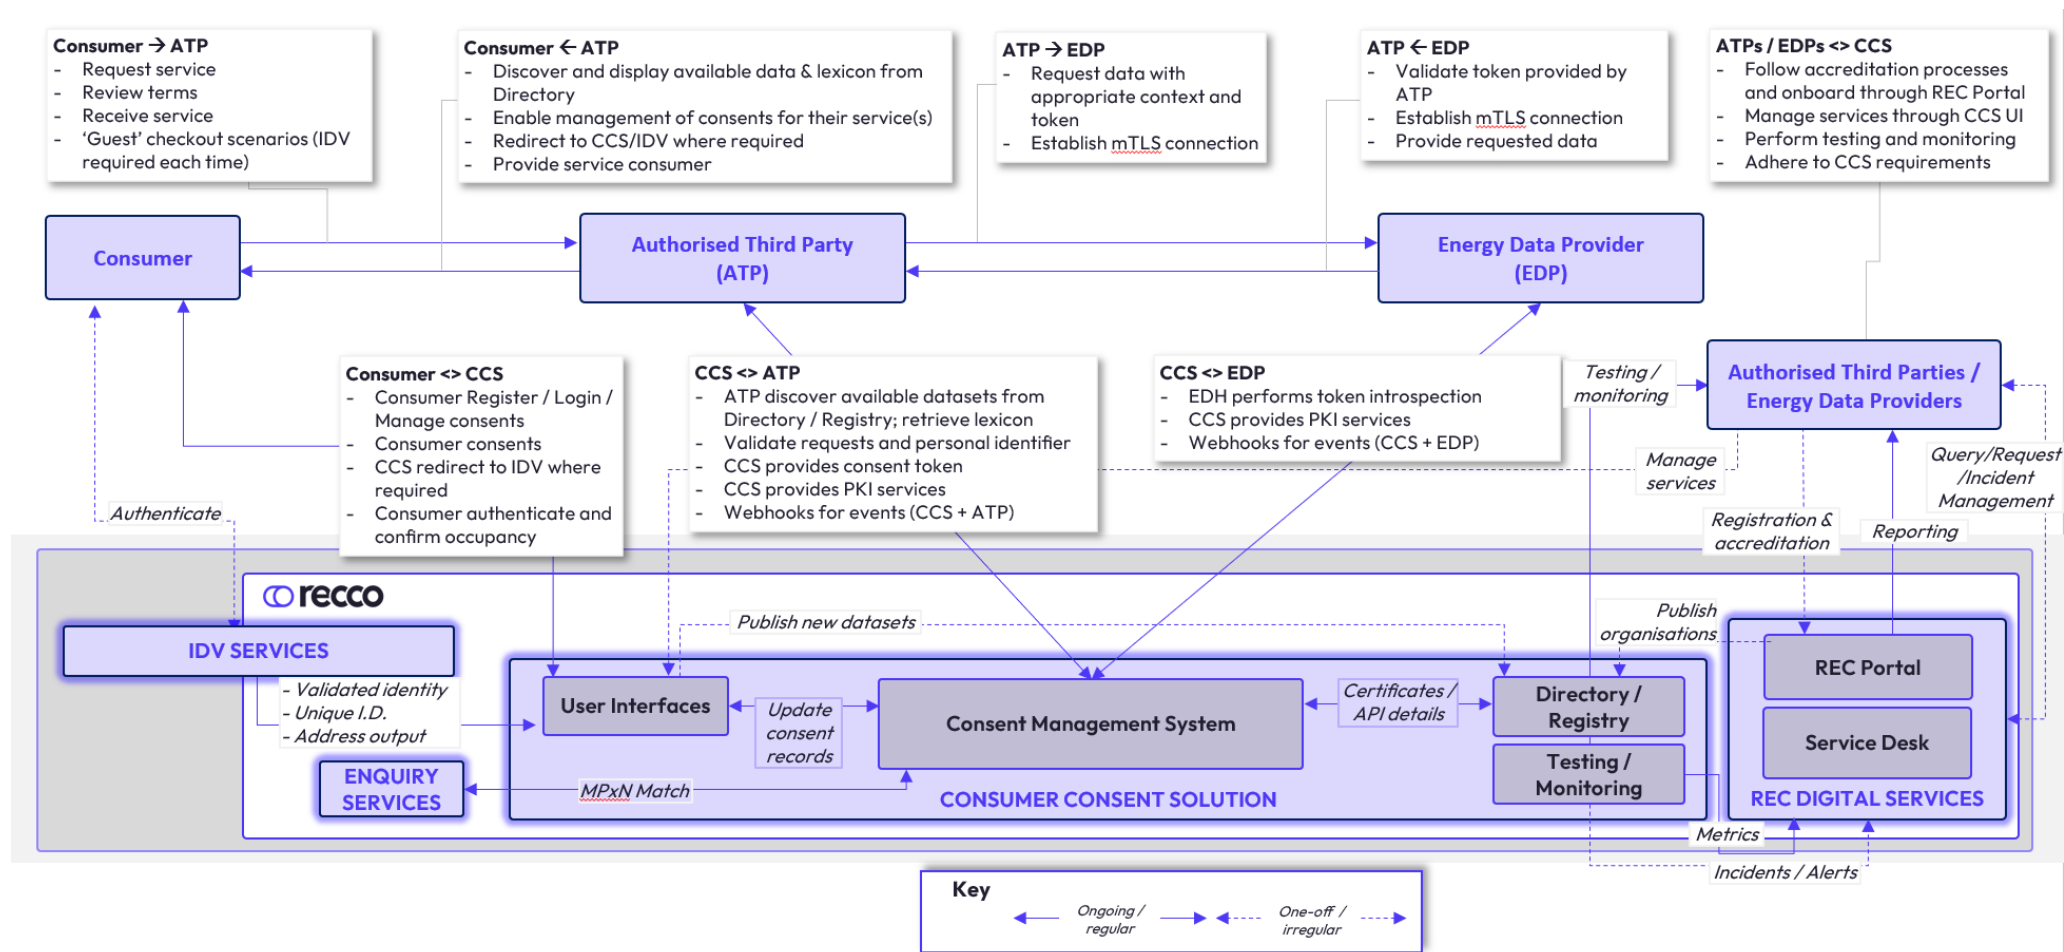 Consumer → ATP
- Request service
- Review terms
- Receive service
- ‘Guest’ checkout scenarios (IDV
required each time)
Consumer ← ATP
- Discover and display available data & lexicon from
Directory
- Enable management of consents for their service(s)
- Redirect to CCS/IDV where required
- Provide service consumer
ATP → EDP
- Request data with
appropriate context and
token
- Establish mTLS connection
ATP ← EDP
- Validate token provided by
ATP
- Establish mTLS connection
- Provide requested data
ATPs / EDPs <> CCS
- Follow accreditation processes
and onboard through REC Portal
- Manage services through CCS UI
- Perform testing and monitoring
- Adhere to CCS requirements
Consumer
Authorised Third Party
(ATP)
Energy Data Provider
(EDP)
Consumer <> CCS
- Consumer Register / Login /
Manage consents
- Consumer consents
- CCS redirect to IDV where
required
- Consumer authenticate and
confirm occupancy
CCS <> ATP
- ATP discover available datasets from
Directory / Registry; retrieve lexicon
- Validate requests and personal identifier
- CCS provides consent token
- CCS provides PKI services
- Webhooks for events (CCS + ATP)
CCS <> EDP
- EDH performs token introspection
- CCS provides PKI services
- Webhooks for events (CCS + EDP)
Testing /
monitoring
Authorised Third Parties /
Energy Data Providers
Manage
services
Query/Request
/Incident
Management
Authenticate
Registration &
accreditation
Reporting
recco
IDV SERVICES
Publish new datasets
Publish
organisations
- Validated identity
- Unique I.D.
- Address output
User Interfaces
Update
consent
records
Consent Management System
Certificates /
API details
Directory /
Registry
REC Portal
Service Desk
Testing /
Monitoring
ENQUIRY
SERVICES
MPxN Match
CONSUMER CONSENT SOLUTION
REC DIGITAL SERVICES
Metrics
Incidents / Alerts
Key
Ongoing /
regular
One-off /
irregular